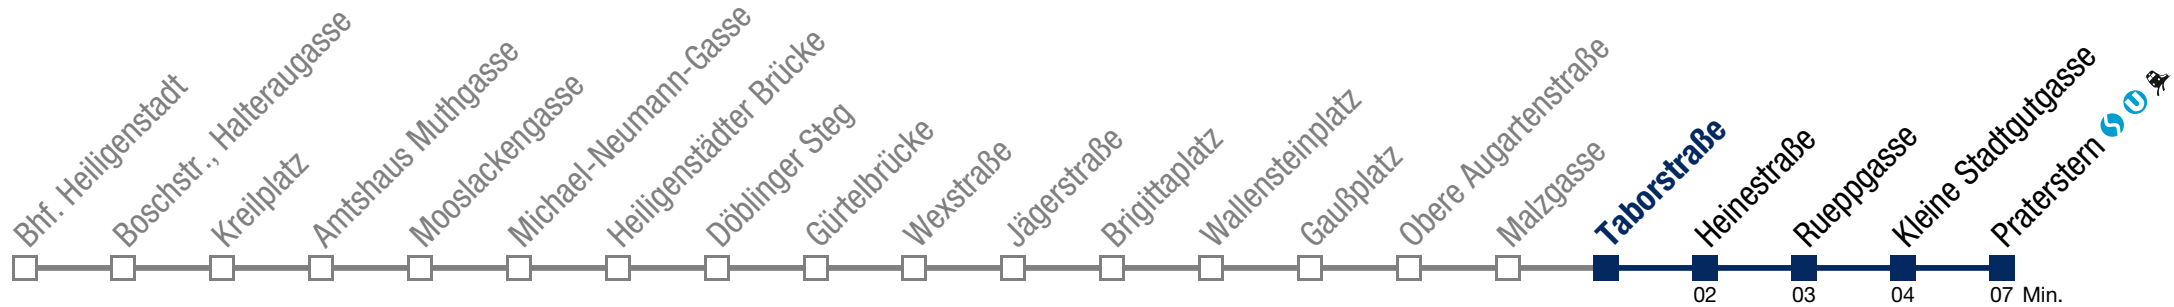 Bhf. Heiligenstadt
Boschstr., Halteraugasse
Kreilplatz
Amtshaus Muthgasse
Mooslackengasse
Michael-Neumann-Gasse
Heiligenstädter Brücke
Döblinger Steg
Gürtelbrücke
Wexstraße
Jägerstraße
Brigittaplatz
Wallensteinplatz
Gaußplatz
Obere Augartenstraße
Malzgasse
Taborstraße
Heinestraße
Rueppgasse
Kleine Stadtgutgasse
Praterstern S U
02 03 04 07 Min.